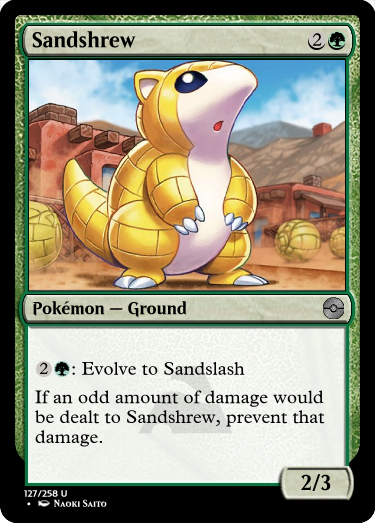 Sandshrew 2
Pokémon — Ground
2: Evolve to Sandslash
If an odd amount of damage would
be dealt to Sandshrew, prevent that
damage.
2/3
127/258 U
• Naoki Saito